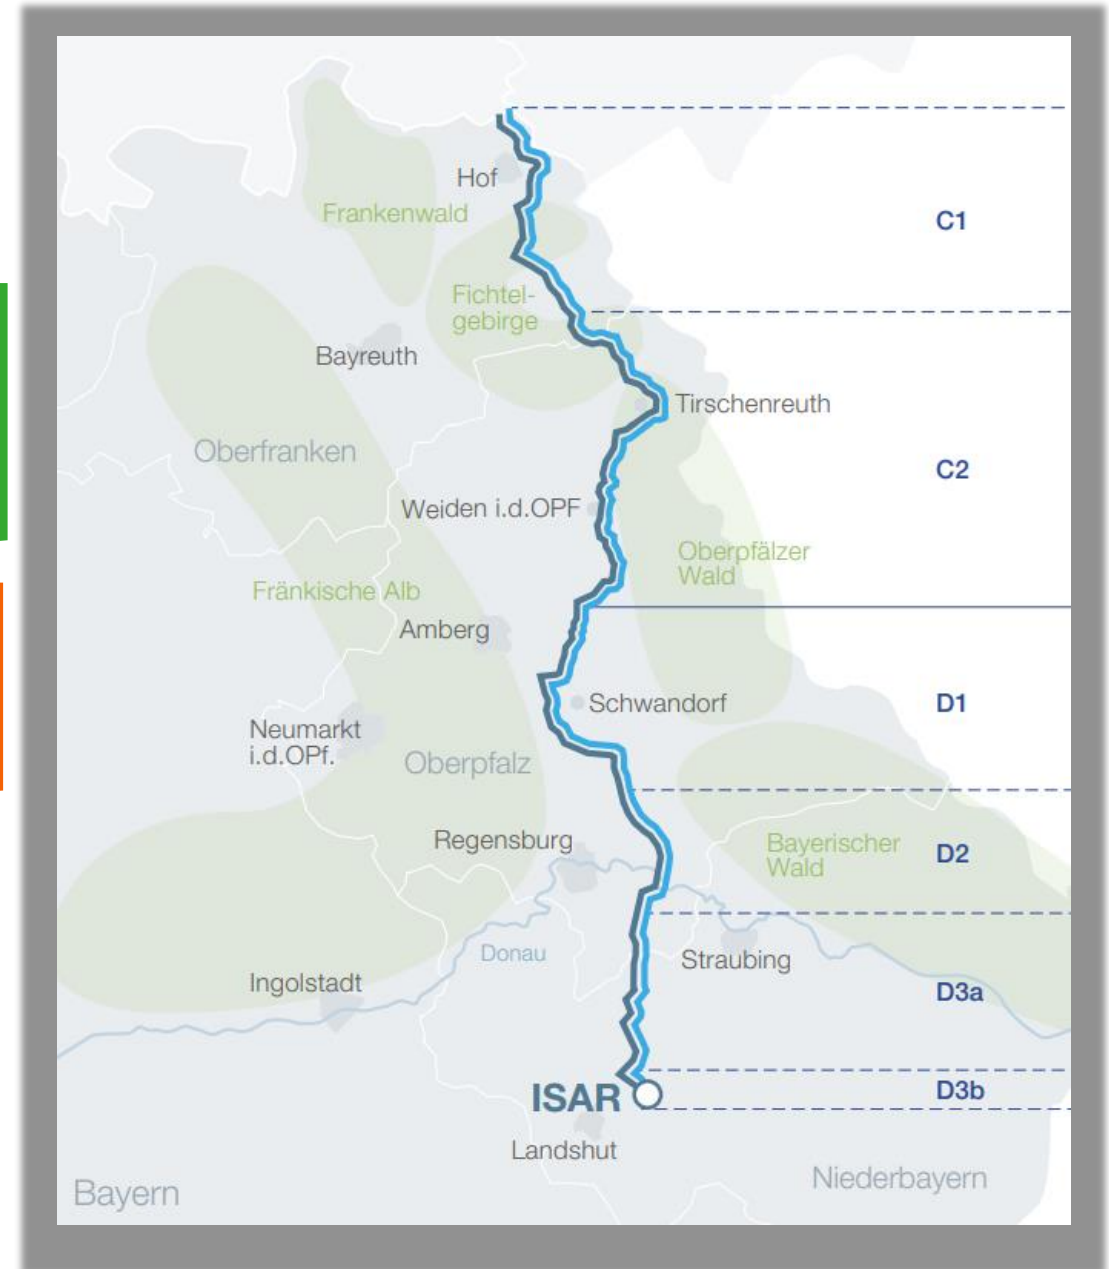 Hof
C1
Frankenwald
Fichtel-
gebirge
Bayreuth
Tirschenreuth
Oberfranken
C2
Weiden i.d.OPF
Oberpfälzer
Wald
Fränkische Alb
Amberg
Schwandorf
D1
Neumarkt
i.d.OPf.
Oberpfalz
Regensburg
Bayerischer
Wald
D2
Donau
Straubing
Ingolstadt
D3a
D3b
ISAR
Landshut
Niederbayern
Bayern